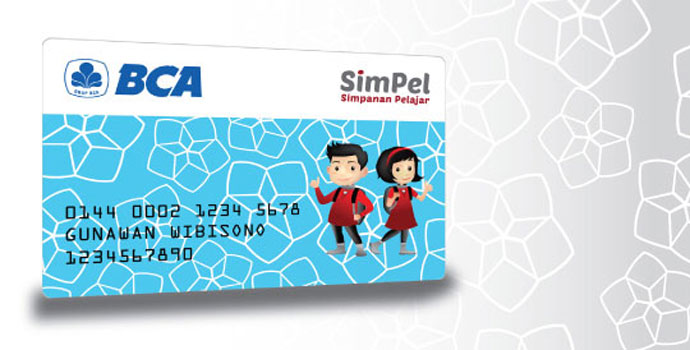 BCA
SimPel
Simpanan Pelajar
0144 0002 1234 5678
GUNAWAN WIBISONO
1234567890